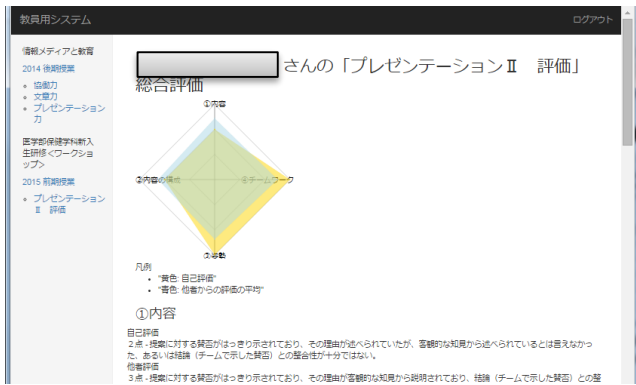 教員用システム
ログアウト
情報メディアと教育
2014 後期授業
協働力
文章力
プレゼンテーション
力
医学部保健学科新入
生研修<ワークショ
ップ>
2015 前期授業
プレゼンテーション
Ⅱ 評価
さんの「プレゼンテーションⅡ 評価」
総合評価
①内容
②内容の構成
④チームワーク
③姿勢
凡例
"黄色: 自己評価"
"青色: 他者からの評価の平均"
①内容
自己評価
2点 - 提案に対する賛否がはっきり示されており、その理由が述べられていたが、客観的な知見から述べられているとは言えなかっ
た、あるいは結論（チームで示した賛否）との整合性が十分ではない。
他者評価
3点 - 提案に対する賛否がはっきり示されており、その理由が客観的な知見から説明されており、結論（チームで示した賛否）との整